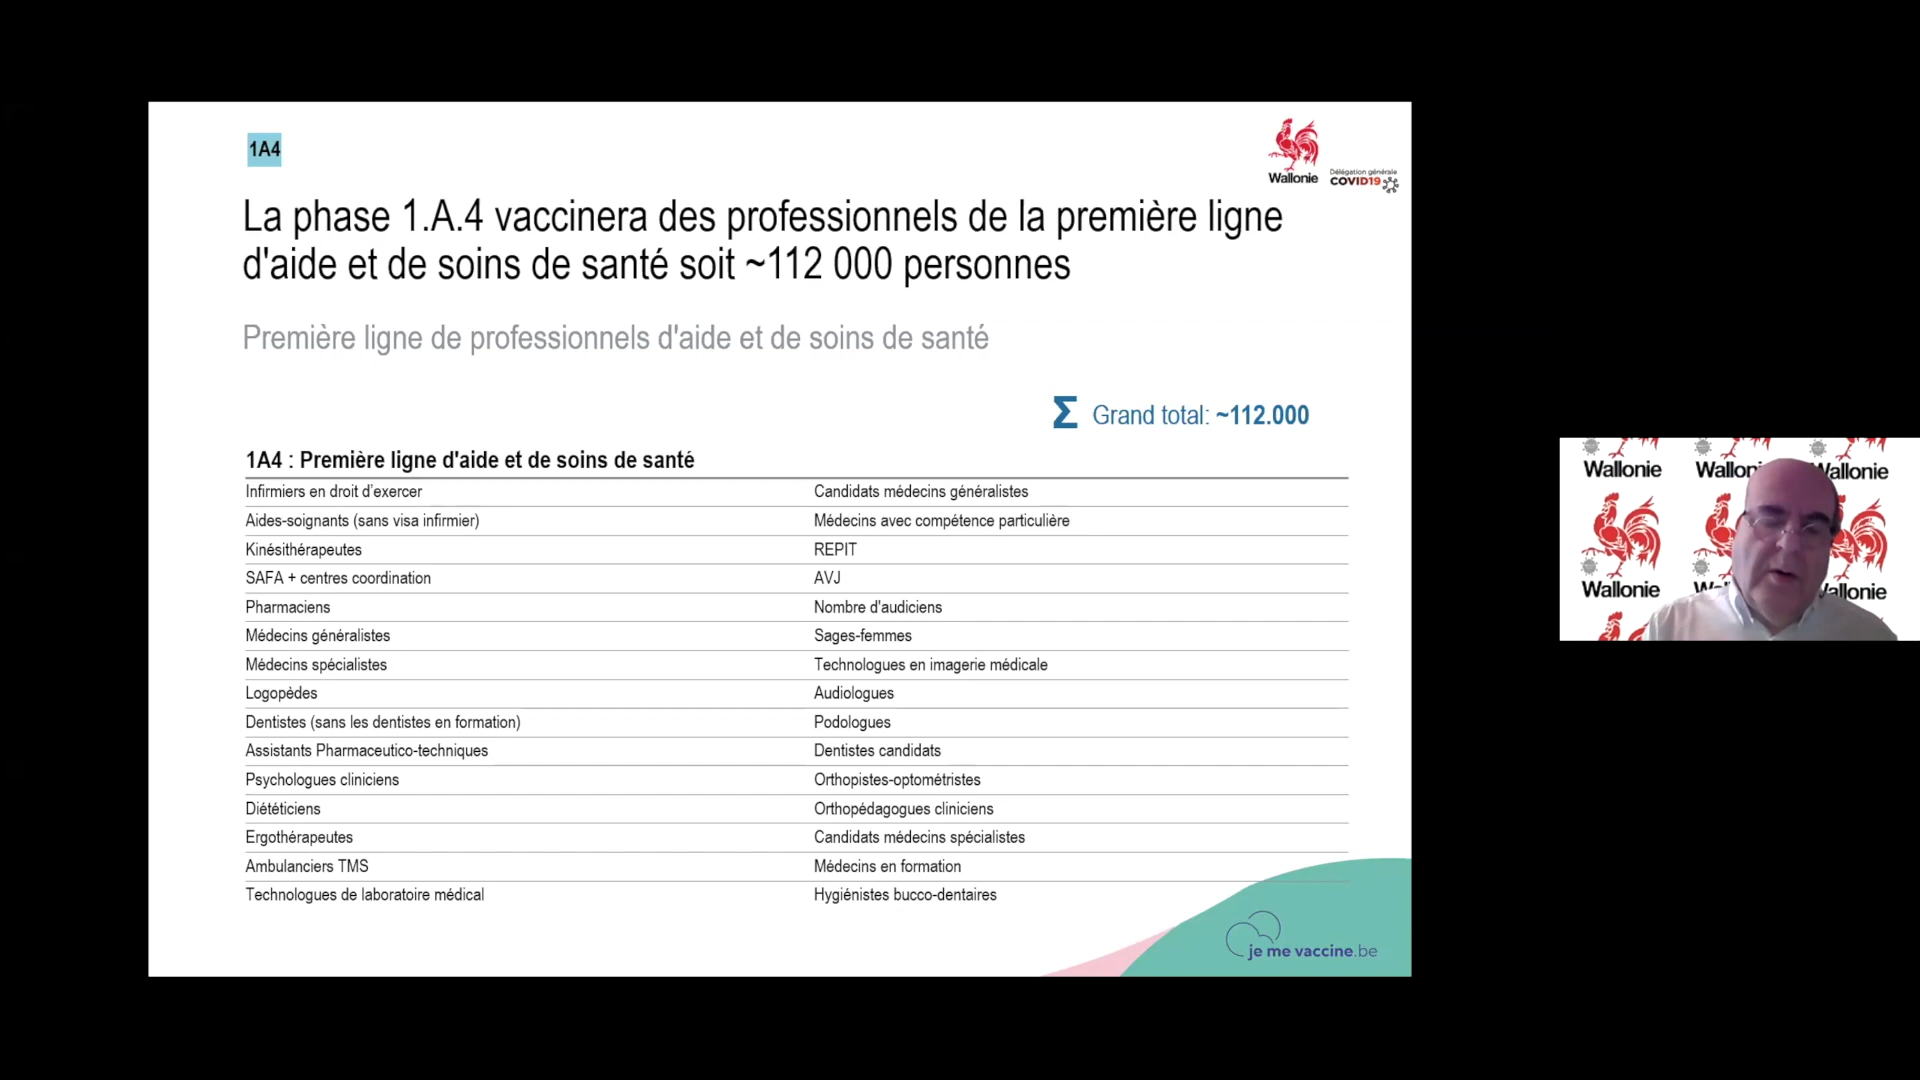 1A4
Wallonie
Délégation générale
COVID19
La phase 1.A.4 vaccinera des professionnels de la première ligne
d'aide et de soins de santé soit ~112 000 personnes
Première ligne de professionnels d'aide et de soins de santé
Σ Grand total: ~112.000
1A4 : Première ligne d'aide et de soins de santé
Infirmiers en droit d'exercer
Candidats médecins généralistes
Aides-soignants (sans visa infirmier)
Médecins avec compétence particulière
Kinésithérapeutes
REPIT
SAFA + centres coordination
AVJ
Pharmaciens
Nombre d'audiciens
Médecins généralistes
Sages-femmes
Médecins spécialistes
Technologues en imagerie médicale
Logopèdes
Audiologues
Dentistes (sans les dentistes en formation)
Podologues
Assistants Pharmaceutico-techniques
Dentistes candidats
Psychologues cliniciens
Orthopistes-optométristes
Diététiciens
Orthopédagogues cliniciens
Ergothérapeutes
Candidats médecins spécialistes
Ambulanciers TMS
Médecins en formation
Technologues de laboratoire médical
Hygiénistes bucco-dentaires
je me vaccine.be
Wallonie Wallon Wallonie
Wallonie W allonie